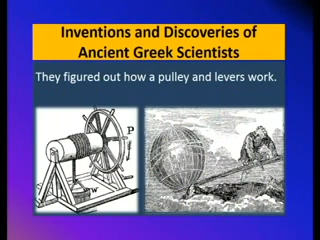 Inventions and Discoveries of
Ancient Greek Scientists
They figured out how a pulley and levers work.
P
W